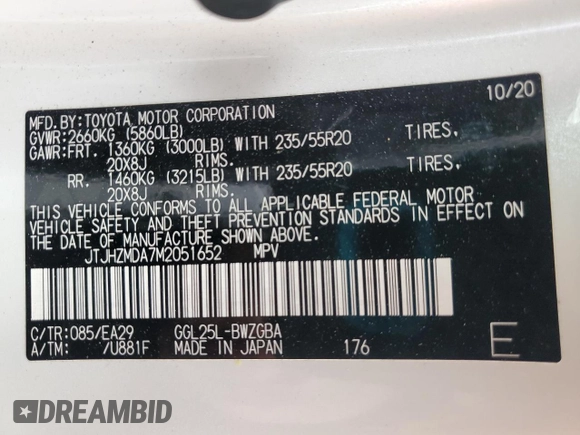 MFD.BY:TOYOTA MOTOR CORPORATION 10/20
GVWR:2660KG (5860LB)
GAWR:FRT. 1360KG (3000LB) WITH 235/55R20 TIRES,
20X8J RIMS.
RR. 1460KG (3215LB) WITH 235/55R20 TIRES,
20X8J RIMS.
THIS VEHICLE CONFORMS TO ALL APPLICABLE FEDERAL MOTOR
VEHICLE SAFETY AND THEFT PREVENTION STANDARDS IN EFFECT ON
THE DATE OF MANUFACTURE SHOWN ABOVE.
JTJHZMDA7M2051652 MPV
C/TR:085/EA29 GGL25L-BWZGBA
A/TM: /U881F MADE IN JAPAN 176 E
DREAMBID